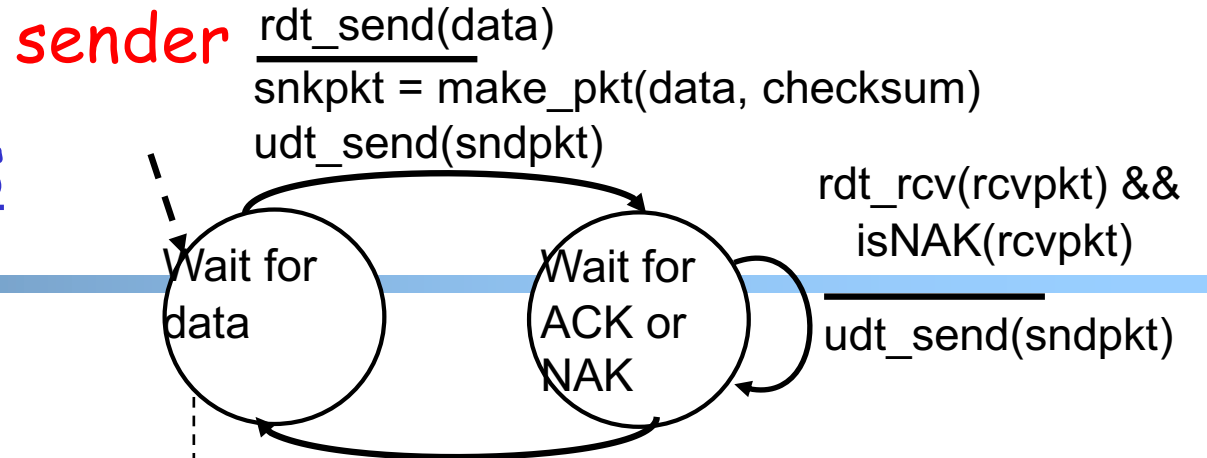 sender
rdt_send(data)
snkpkt = make_pkt(data, checksum)
udt_send(sndpkt)
rdt_rcv(rcvpkt) &&
isNAK(rcvpkt)
udt_send(sndpkt)
Wait for
data
Wait for
ACK or
NAK